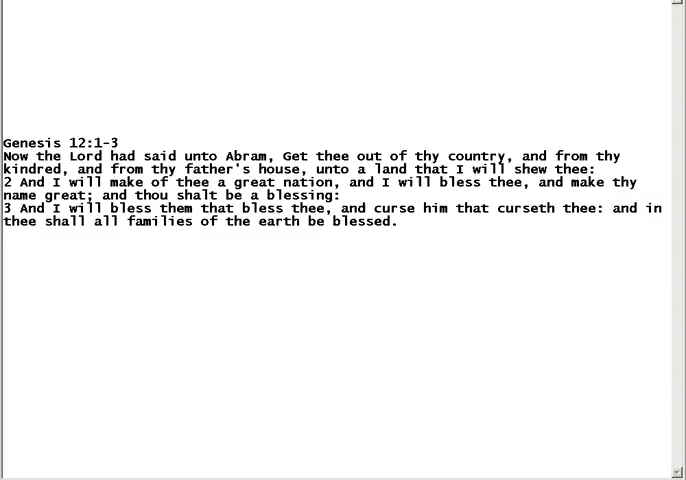 Genesis 12:1-3
Now the Lord had said unto Abram, Get thee out of thy country, and from thy
kindred, and from thy father's house, unto a land that I will shew thee:
2 And I will make of thee a great nation, and I will bless thee, and make thy
name great; and thou shalt be a blessing:
3 And I will bless them that bless thee, and curse him that curseth thee: and in
thee shall all families of the earth be blessed.